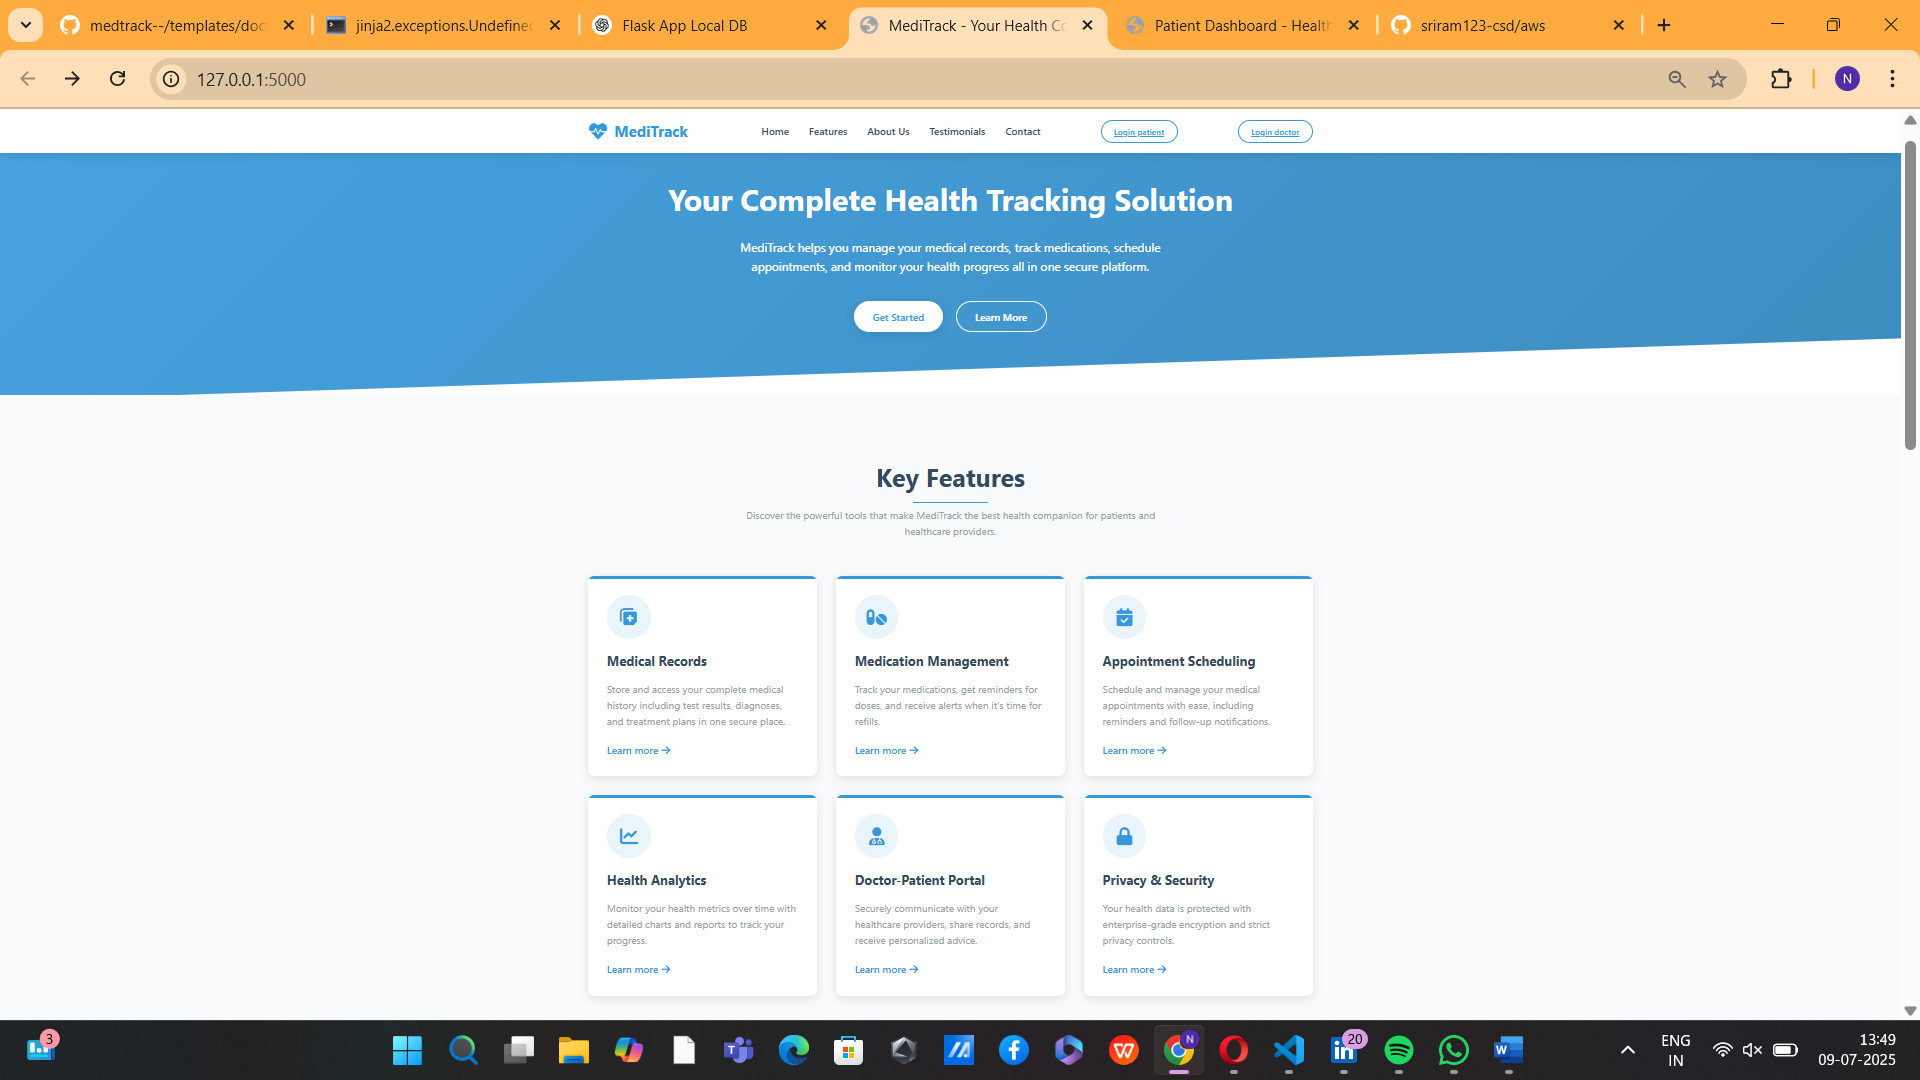 medtrack--/templates/doc
jinja2.exceptions.Undefined
Flask App Local DB
MediTrack - Your Health Co
Patient Dashboard - Health
sriram123-csd/aws
127.0.0.1:5000
N
MediTrack
Home
Features
About Us
Testimonials
Contact
Login patient
Login doctor
Your Complete Health Tracking Solution
MediTrack helps you manage your medical records, track medications, schedule
appointments, and monitor your health progress all in one secure platform.
Get Started
Learn More
Key Features
Discover the powerful tools that make MediTrack the best health companion for patients and
healthcare providers.
Medical Records
Store and access your complete medical
history including test results, diagnoses,
and treatment plans in one secure place.
Learn more →
Medication Management
Track your medications, get reminders for
doses, and receive alerts when it's time for
refills.
Learn more →
Appointment Scheduling
Schedule and manage your medical
appointments with ease, including
reminders and follow-up notifications.
Learn more →
Health Analytics
Monitor your health metrics over time with
detailed charts and reports to track your
progress.
Learn more →
Doctor-Patient Portal
Securely communicate with your
healthcare providers, share records, and
receive personalized advice.
Learn more →
Privacy & Security
Your health data is protected with
enterprise-grade encryption and strict
privacy controls.
Learn more →
3
N
20
ENG
IN
13:49
09-07-2025